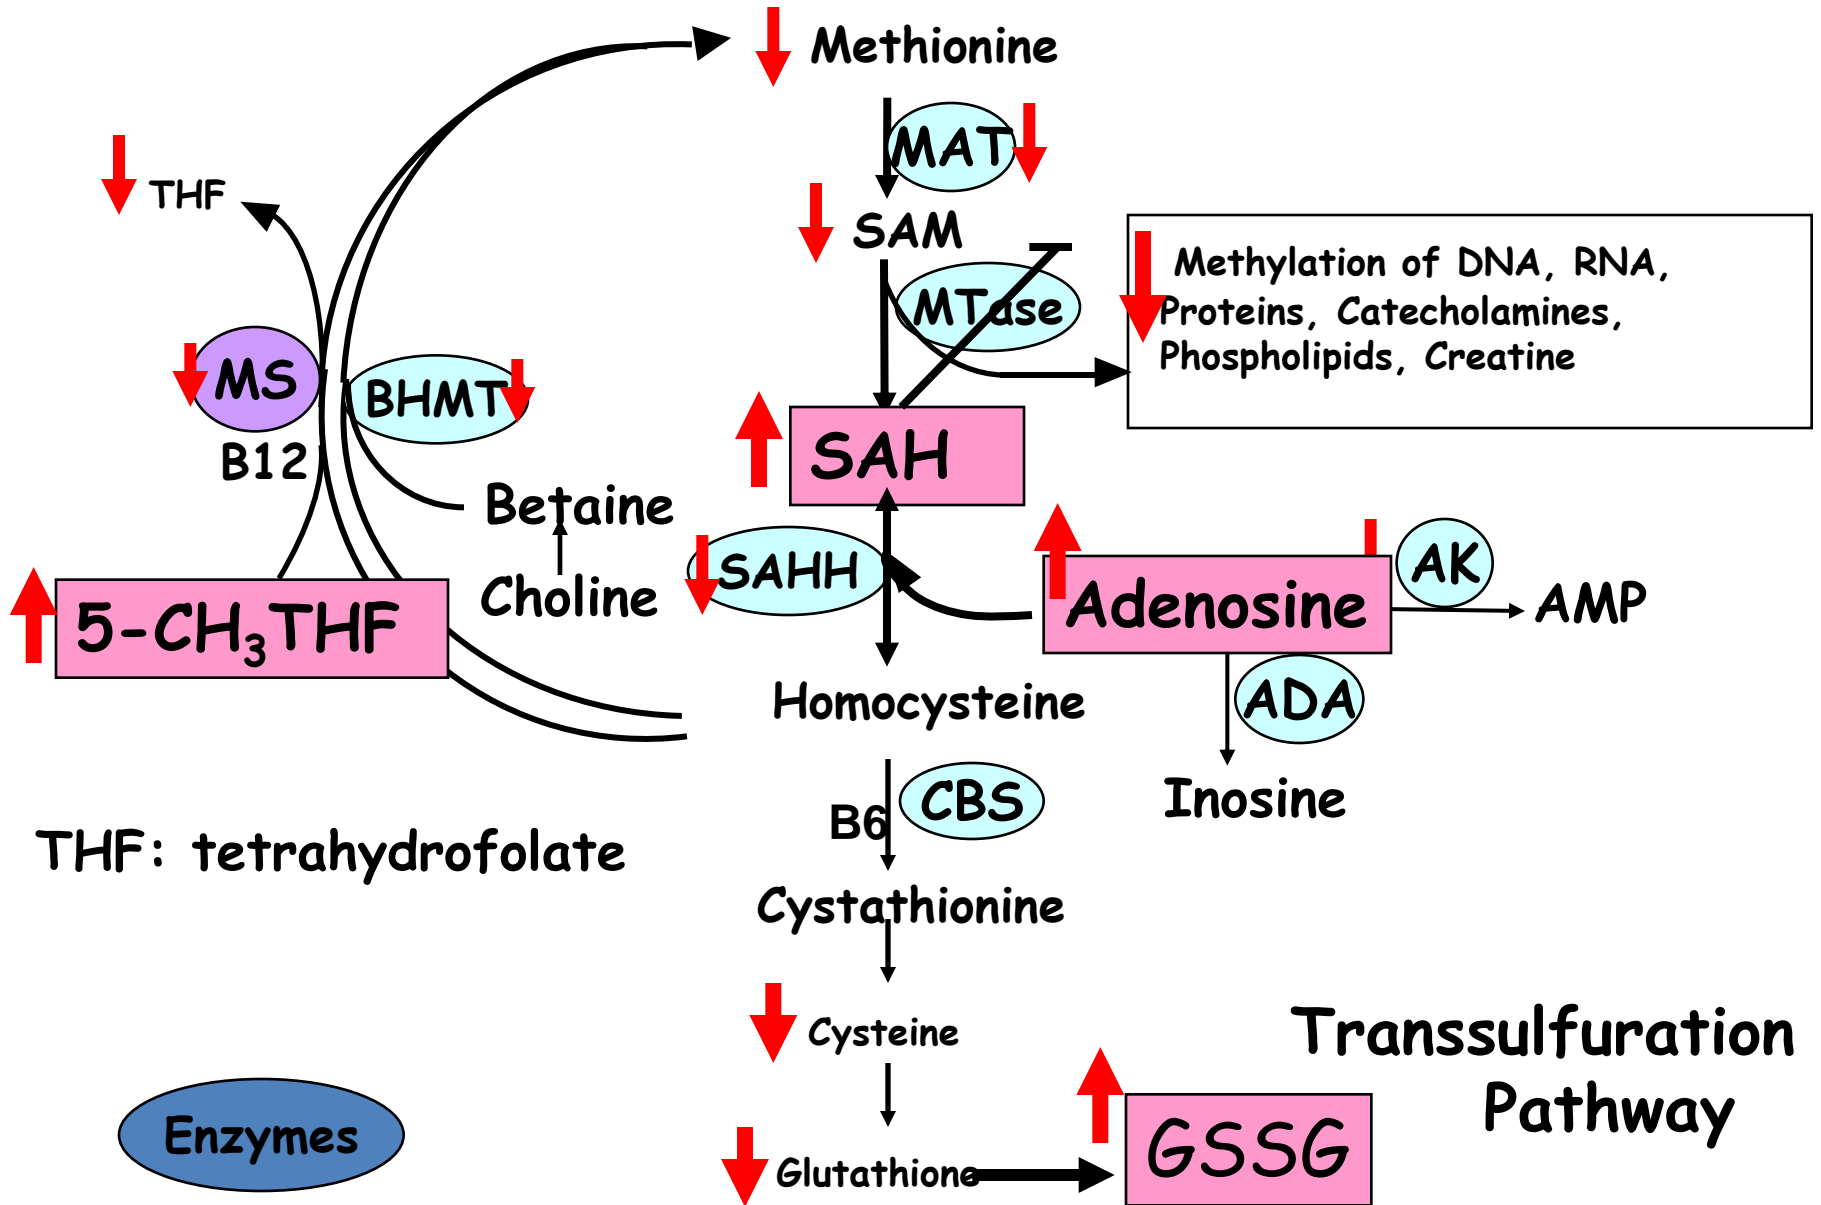 Methionine
MAT
THF
SAM
Methylation of DNA, RNA,
Proteins, Catecholamines,
Phospholipids, Creatine
MTase
MS
BHMT
B12
SAH
Betaine
SAHH
AK
Choline
Adenosine
AMP
5-CH₃THF
Homocysteine
ADA
Inosine
CBS
B6
THF: tetrahydrofolate
Cystathionine
Cysteine
Transsulfuration
Pathway
Enzymes
Glutathione
GSSG